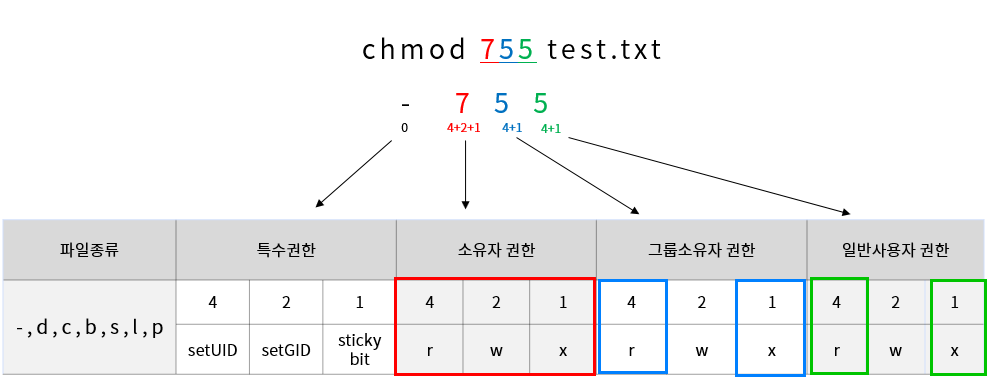 chmod 755 test.txt
- 7 5 5
0 4+2+1 4+1 4+1
파일종류 특수권한 소유자 권한 그룹소유자 권한 일반사용자 권한
-,d,c,b,s,l,p
4 2 1 4 2 1 4 2 1 4 2 1
setUID setGID sticky bit r w x r w x r w x